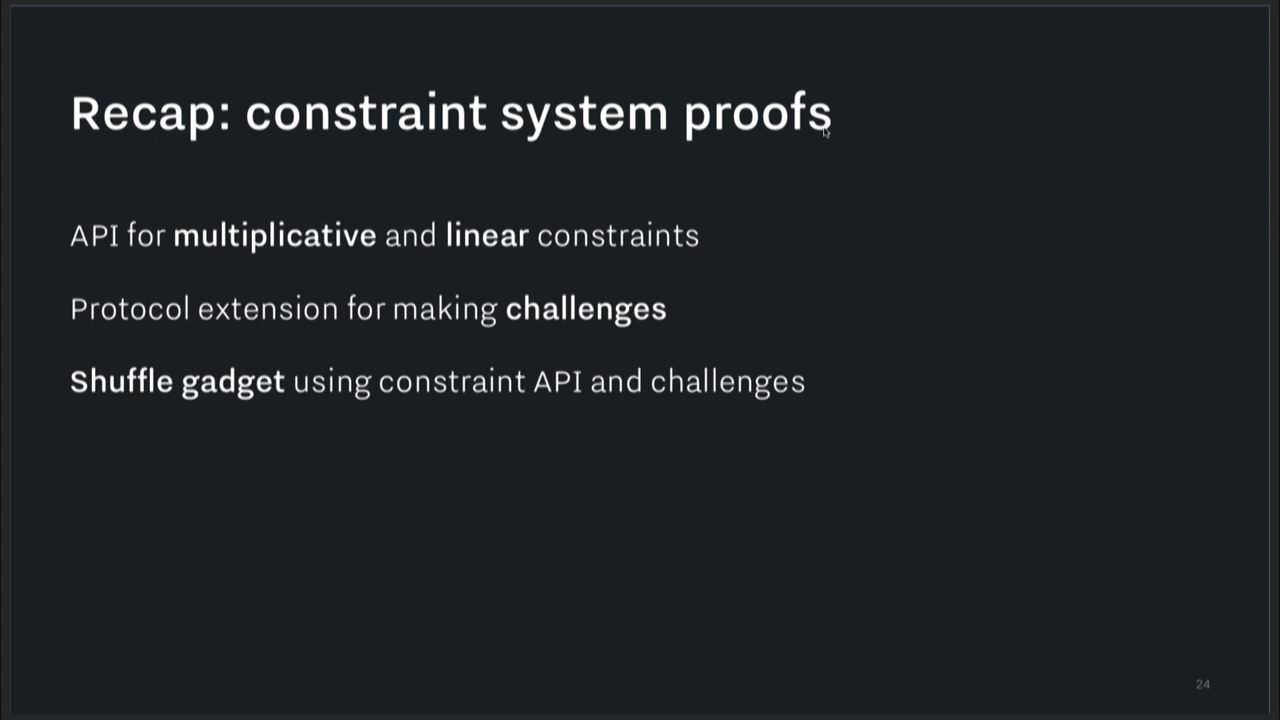 Recap: constraint system proofs
API for multiplicative and linear constraints
Protocol extension for making challenges
Shuffle gadget using constraint API and challenges
24